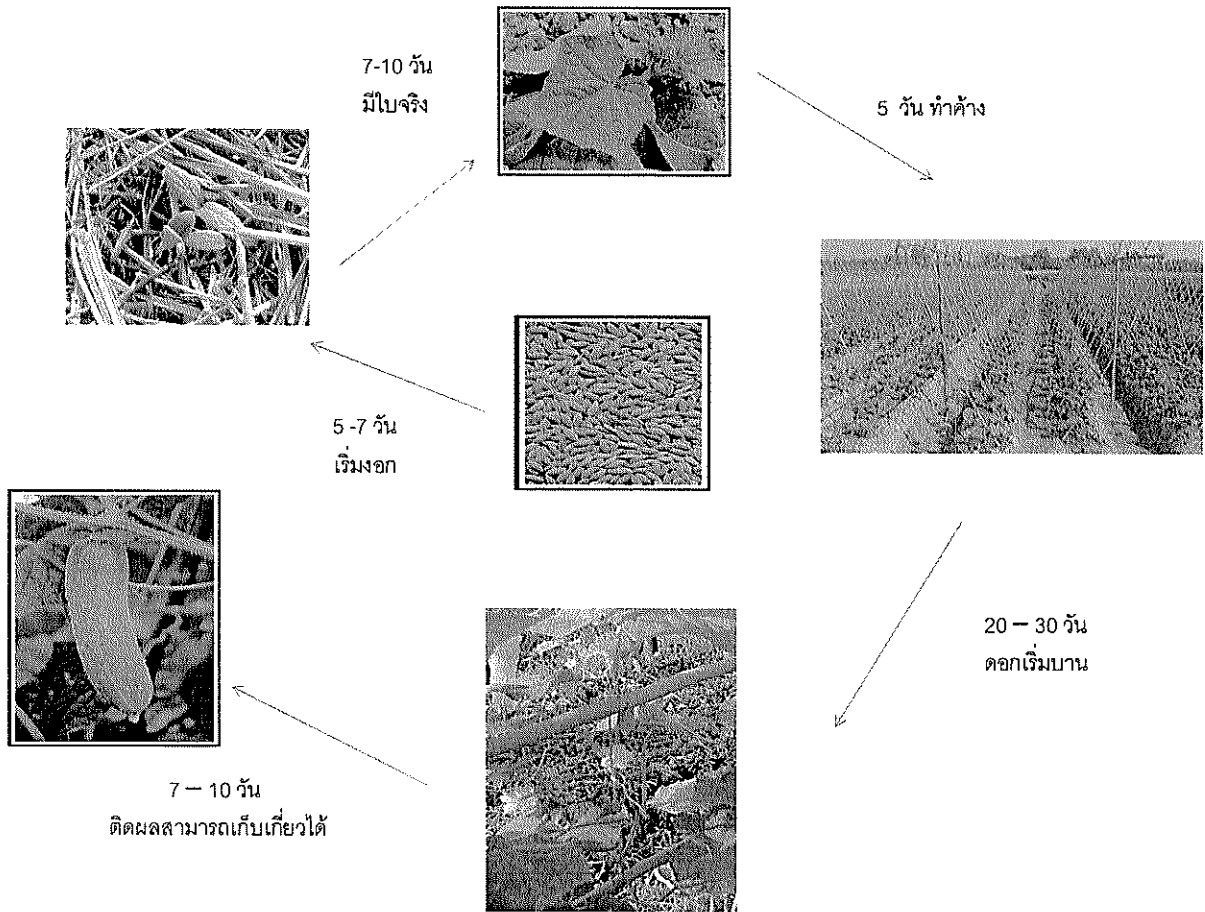 7-10 วัน
มีใบจริง
5 วัน ทำค้าง
5 -7 วัน
เริ่มงอก
20 – 30 วัน
ดอกเริ่มบาน
7 – 10 วัน
ติดผลสามารถเก็บเกี่ยวได้